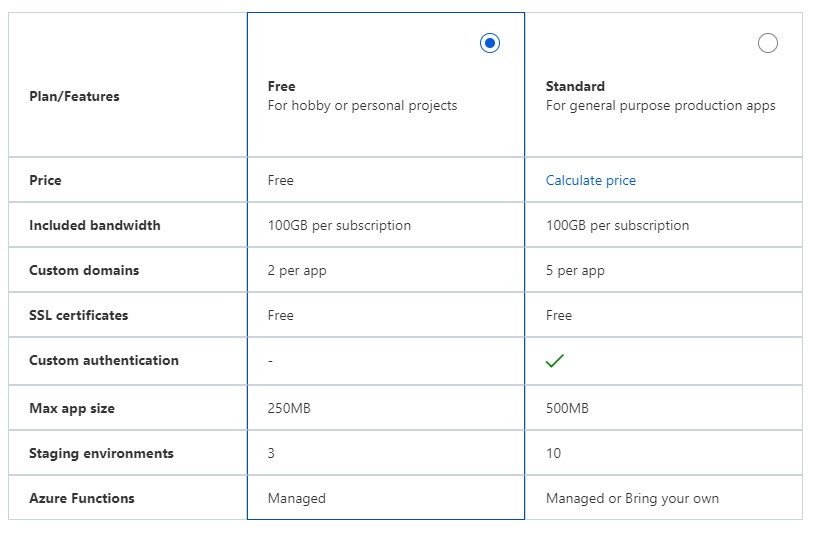 Plan/Features
Free
For hobby or personal projects
Standard
For general purpose production apps
Price
Free
Calculate price
Included bandwidth
100GB per subscription
100GB per subscription
Custom domains
2 per app
5 per app
SSL certificates
Free
Free
Custom authentication
-
Max app size
250MB
500MB
Staging environments
3
10
Azure Functions
Managed
Managed or Bring your own